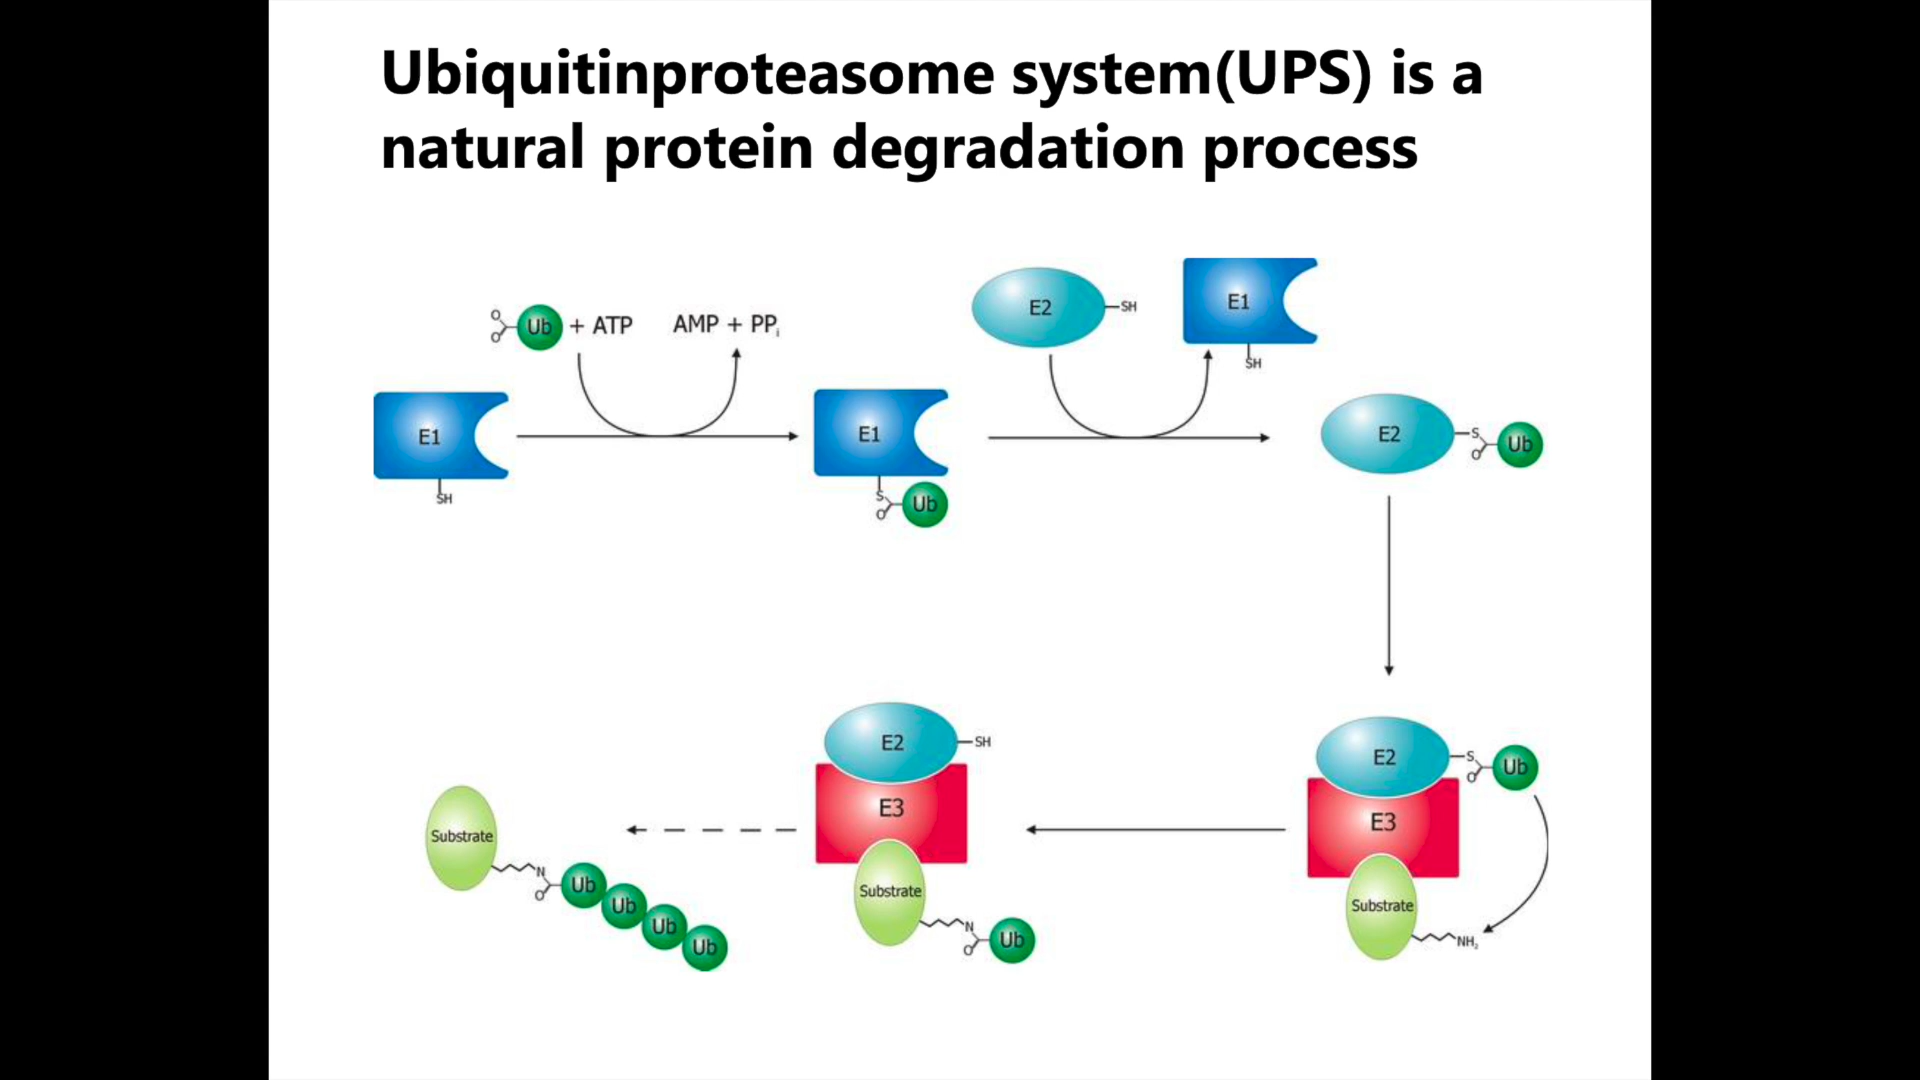 Ubiquitinproteasome system(UPS) is a
natural protein degradation process
O
O
Ub + ATP
AMP + PPi
E2
SH
E1
SH
E1
SH
E1
S
O
Ub
E2
S
O
Ub
E2
SH
E3
Substrate
N
O
Ub
E2
S
O
Ub
E3
Substrate
NH2
Substrate
N
O
Ub
Ub
Ub
Ub